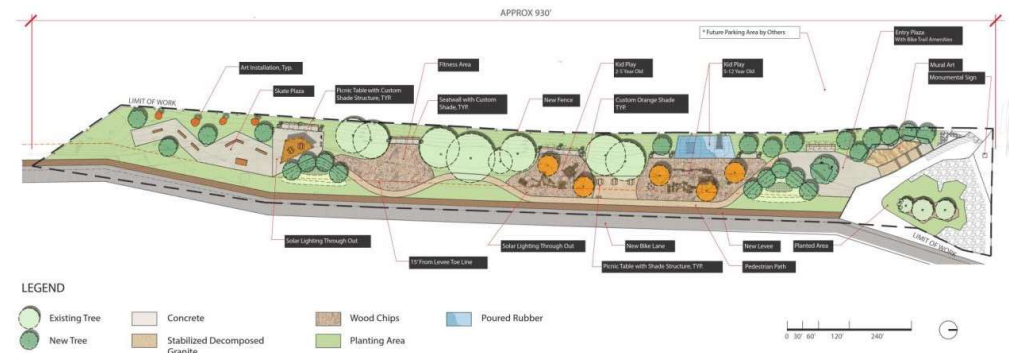 APPROX 930'
* Future Parking Area by Others
Entry Plaza
With Bike Trail Amenities
Art Installation, Typ.
Fitness Area
Kid Play
2-5 Year Old
Kid Play
5-12 Year Old
Mural Art
Monumental Sign
Skate Plaza
Picnic Table with Custom
Shade Structure, TYP.
Seatwall with Custom
Shade, TYP.
New Fence
Custom Orange Shade
TYP.
LIMIT OF WORK
Solar Lighting Through Out
15' From Levee Toe Line
Solar Lighting Through Out
New Bike Lane
Picnic Table with Shade Structure, TYP.
New Levee
Pedestrian Path
Planted Area
LIMIT OF WORK
LEGEND
Existing Tree
Concrete
Wood Chips
Poured Rubber
New Tree
Stabilized Decomposed
Granite
Planting Area
0 30' 60' 120' 240'